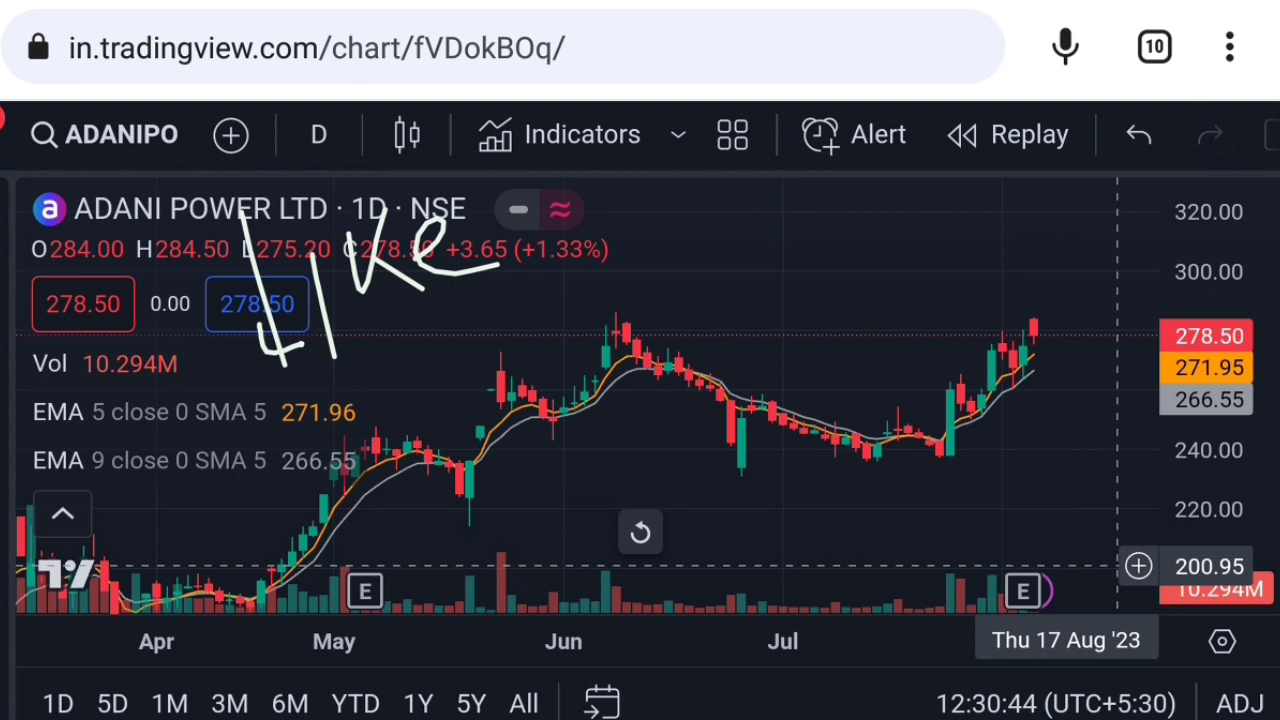 in.tradingview.com/chart/fVDokBOq/ 10
ADANIPO D Indicators Alert Replay
a ADANI POWER LTD · 1D · NSE
O284.00 H284.50 L275.20 C278.50 +3.65 (+1.33%)
Like
278.50 0.00 278.50
Vol 10.294M
EMA 5 close 0 SMA 5 271.96
EMA 9 close 0 SMA 5 266.55
320.00
300.00
278.50
271.95
266.55
240.00
220.00
200.95
10.294M
E E
Apr May Jun Jul Thu 17 Aug '23
1D 5D 1M 3M 6M YTD 1Y 5Y All 12:30:44 (UTC+5:30) ADJ